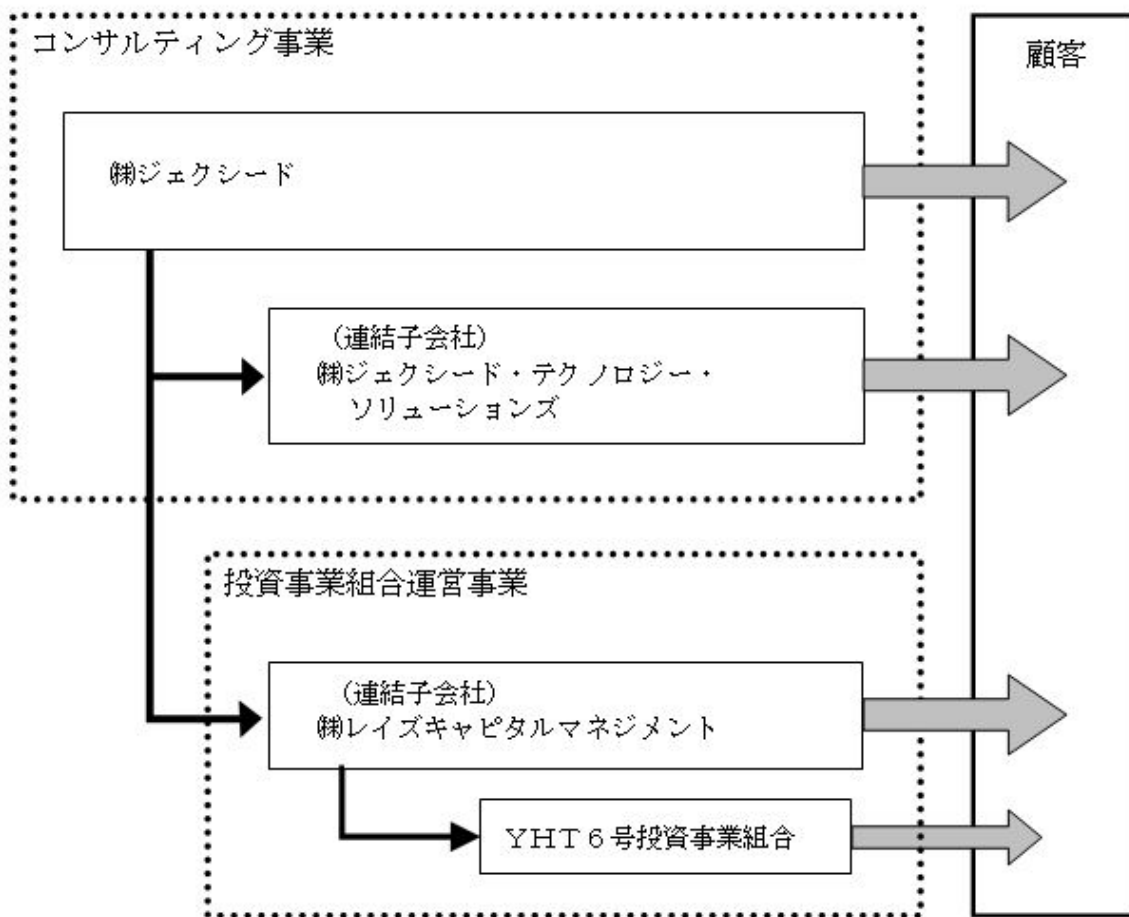 コンサルティング事業
顧客
㈱ジェクシード
(連結子会社)
㈱ジェクシード・テクノロジー・
ソリューションズ
投資事業組合運営事業
(連結子会社)
㈱レイズキャピタルマネジメント
ＹＨＴ６号投資事業組合